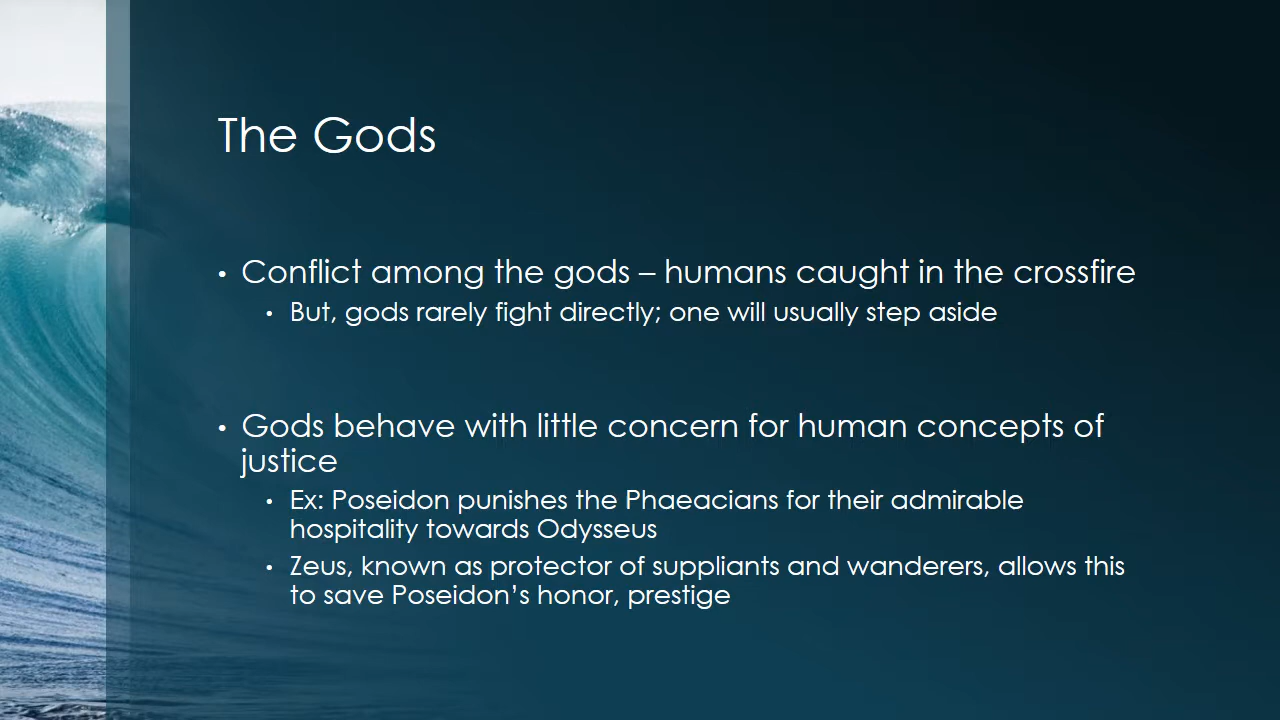 The Gods
• Conflict among the gods – humans caught in the crossfire
• But, gods rarely fight directly; one will usually step aside
• Gods behave with little concern for human concepts of
justice
• Ex: Poseidon punishes the Phaeacians for their admirable
hospitality towards Odysseus
• Zeus, known as protector of suppliants and wanderers, allows this
to save Poseidon’s honor, prestige